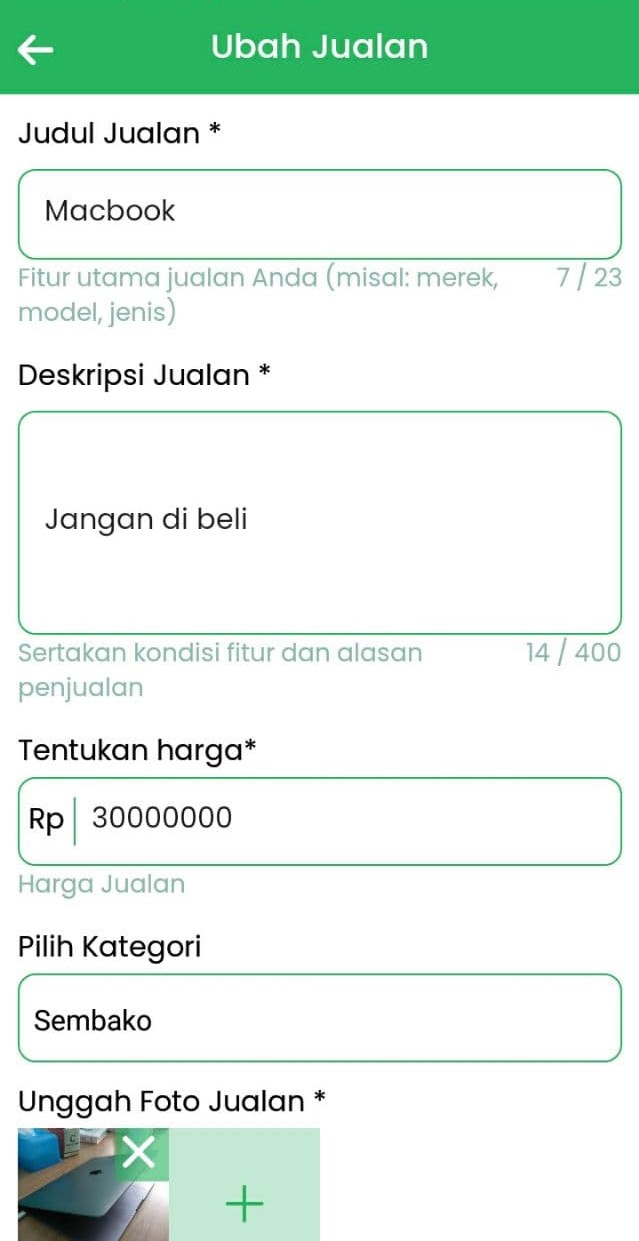 Ubah Jualan
Judul Jualan *
Macbook
Fitur utama jualan Anda (misal: merek, 7 / 23
model, jenis)
Deskripsi Jualan *
Jangan di beli
Sertakan kondisi fitur dan alasan 14 / 400
penjualan
Tentukan harga*
Rp 30000000
Harga Jualan
Pilih Kategori
Sembako
Unggah Foto Jualan *